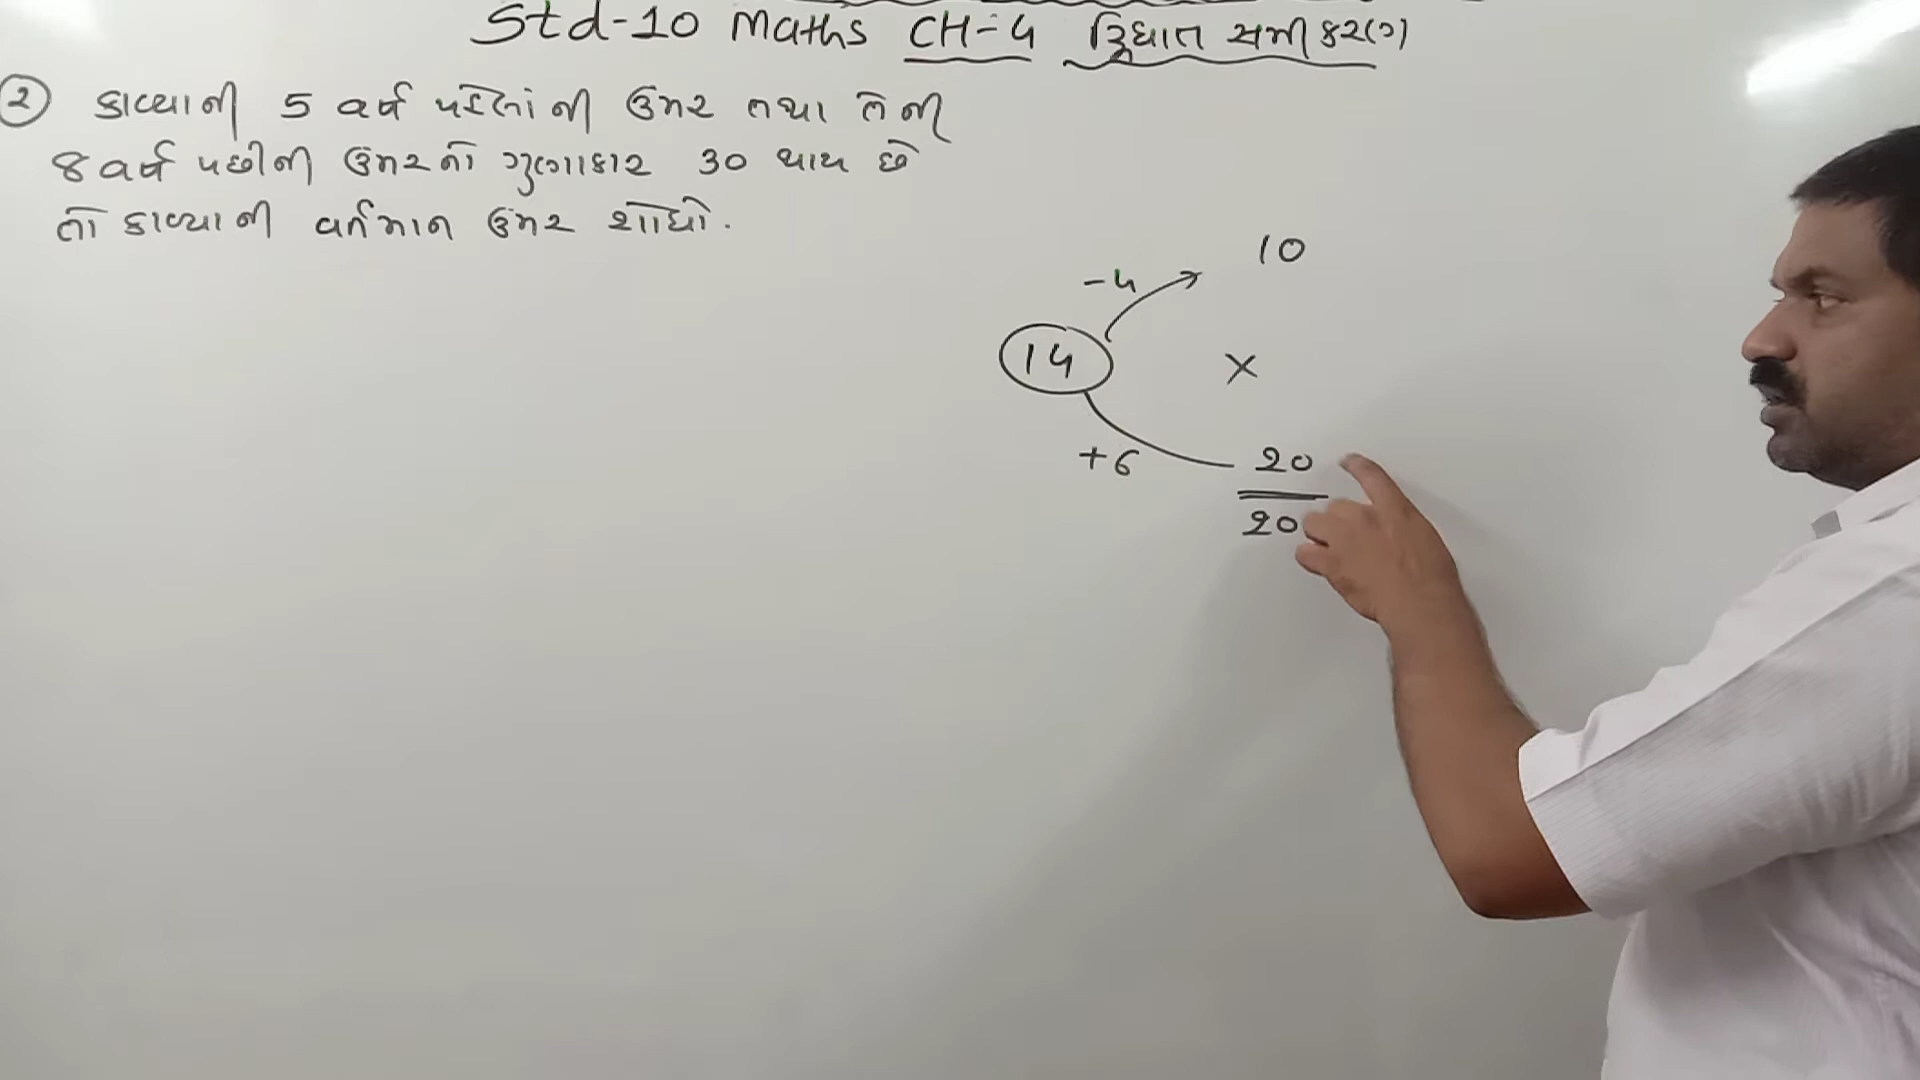 Std-10 Maths CH-4 દ્વિઘાત સમીકરણ
૨ કાવ્યાની 5 વર્ષ પહેલાંની ઉંમર તથા તેની
8 વર્ષ પછીની ઉંમરનો ગુણાકાર 30 થાય છે
તો કાવ્યાની વર્તમાન ઉંમર શોધો.
10
-4
14
×
+6
20
20